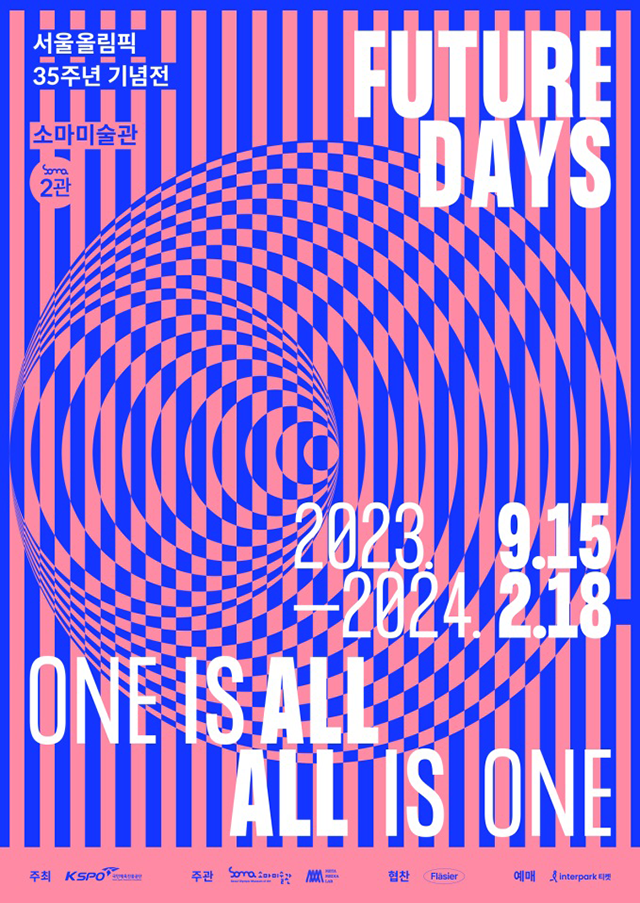 서울올림픽
35주년 기념전
소마미술관
Soma
2관
FUTURE
DAYS
2023. 9.15
—2024. 2.18
ONE IS ALL
ALL IS ONE
주최 KSPO 국민체육진흥공단 주관 Soma 소마미술관 협찬 Flàsier 예매 interpark 티켓